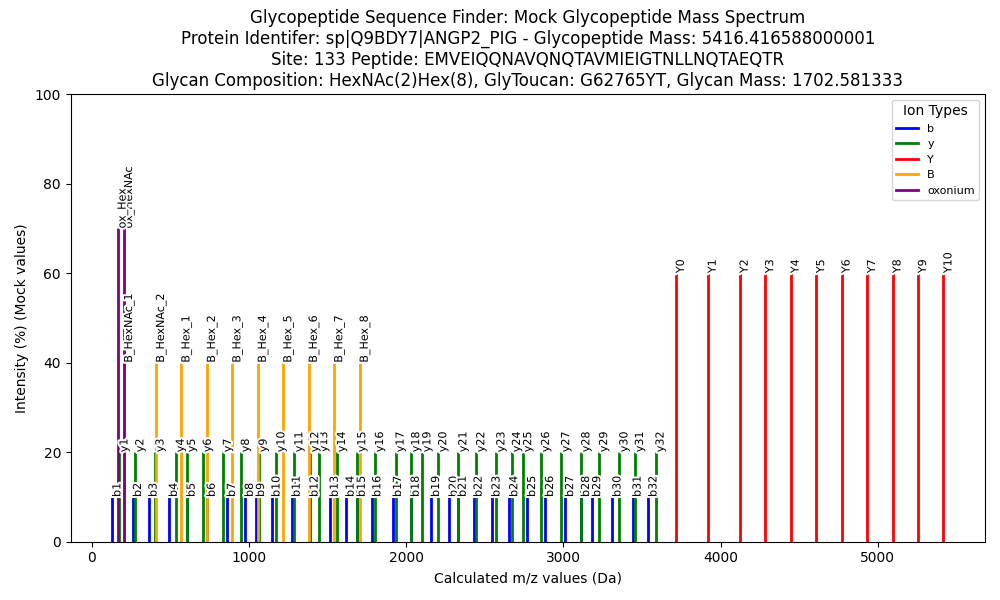 Glycopeptide Sequence Finder: Mock Glycopeptide Mass Spectrum
Protein Identifer: sp|Q9BDY7|ANGP2_PIG - Glycopeptide Mass: 5416.416588000001
Site: 133 Peptide: EMVEIQQNAVQNQTAVMIEIGTNLLNQTAEQTR
Glycan Composition: HexNAc(2)Hex(8), GlyToucan: G62765YT, Glycan Mass: 1702.581333
Intensity (%) (Mock values)
100
80
60
40
20
0
Ion Types
b
y
Y
B
oxonium
ox_Hex
ox_HexNAc
Y0 Y1 Y2 Y3 Y4 Y5 Y6 Y7 Y8 Y9 Y10
B_HexNAc_1 B_HexNAc_2 B_Hex_1 B_Hex_2 B_Hex_3 B_Hex_4 B_Hex_5 B_Hex_6 B_Hex_7 B_Hex_8
y1 y2 y3 y4 y5 y6 y7 y8 y9 y10 y11 y12 y13 y14 y15 y16 y17 y18 y19 y20 y21 y22 y23 y24 y25 y26 y27 y28 y29 y30 y31 y32
b1 b2 b3 b4 b5 b6 b7 b8 b9 b10 b11 b12 b13 b14 b15 b16 b17 b18 b19 b20 b21 b22 b23 b24 b25 b26 b27 b28 b29 b30 b31 b32
0 1000 2000 3000 4000 5000
Calculated m/z values (Da)